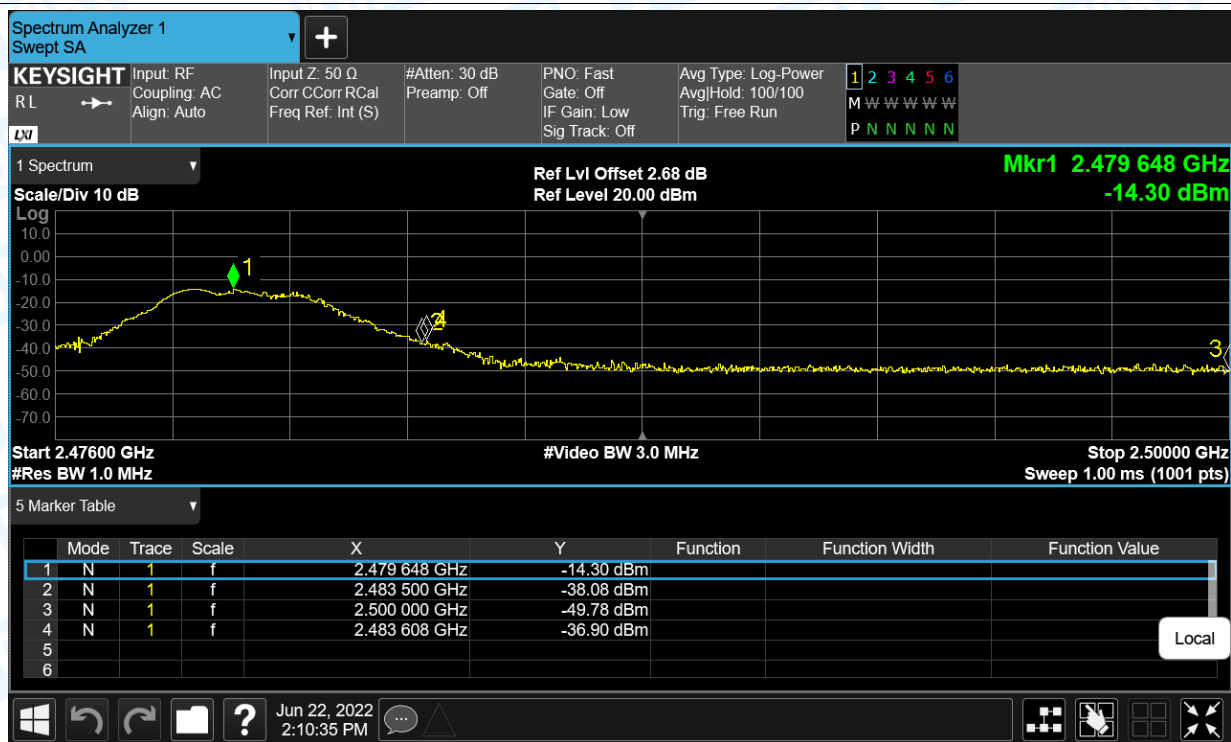 Spectrum Analyzer 1
Swept SA
+
KEYSIGHT
R L
LXI
Input: RF
Coupling: AC
Align: Auto
Input Z: 50 Ω
Corr CCorr RCal
Freq Ref: Int (S)
#Atten: 30 dB
Preamp: Off
PNO: Fast
Gate: Off
IF Gain: Low
Sig Track: Off
Avg Type: Log-Power
Avg|Hold: 100/100
Trig: Free Run
1 2 3 4 5 6
M W W W W W
P N N N N N
1 Spectrum
Scale/Div 10 dB
Ref Lvl Offset 2.68 dB
Ref Level 20.00 dBm
Mkr1 2.479 648 GHz
-14.30 dBm
Log
10.0
0.00
-10.0
-20.0
-30.0
-40.0
-50.0
-60.0
-70.0
1
4
3
Start 2.47600 GHz
#Video BW 3.0 MHz
Stop 2.50000 GHz
#Res BW 1.0 MHz
Sweep 1.00 ms (1001 pts)
5 Marker Table
Mode Trace Scale X Y Function Function Width Function Value
1 N 1 f 2.479 648 GHz -14.30 dBm
2 N 1 f 2.483 500 GHz -38.08 dBm
3 N 1 f 2.500 000 GHz -49.78 dBm
4 N 1 f 2.483 608 GHz -36.90 dBm
5
6
Local
?
Jun 22, 2022
2:10:35 PM